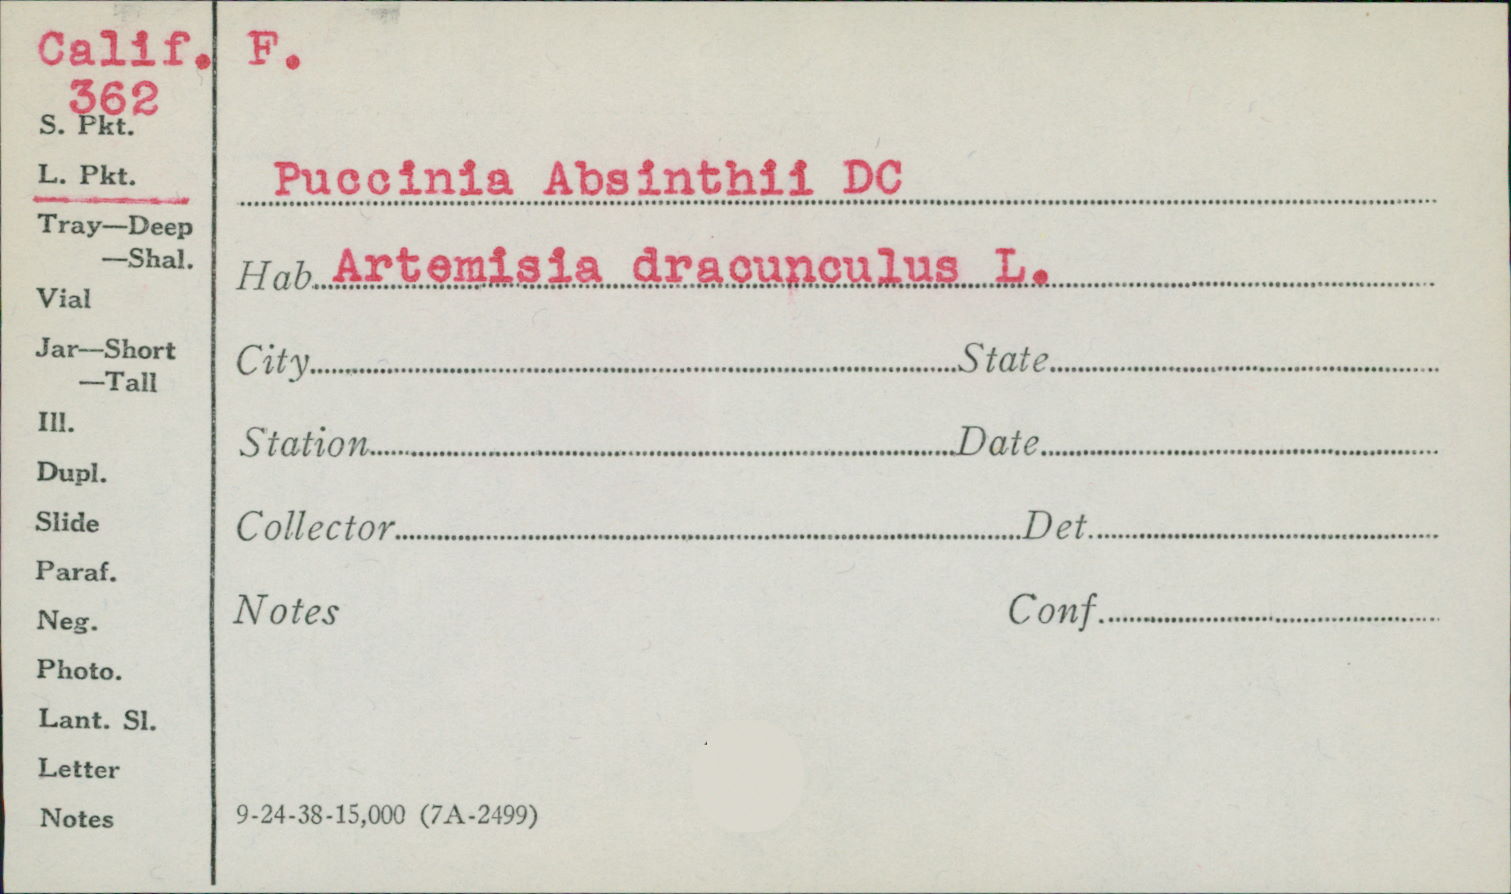 Calif. F.
362
S. Pkt.
L. Pkt.
Puccinia Absinthii DC
Tray—Deep
—Shal.
Hab. Artemisia dracunculus L.
Vial
Jar—Short
—Tall
City State
Ill.
Station Date
Dupl.
Slide
Collector Det.
Paraf.
Neg.
Notes Conf.
Photo.
Lant. Sl.
Letter
Notes
9-24-38-15,000 (7A-2499)